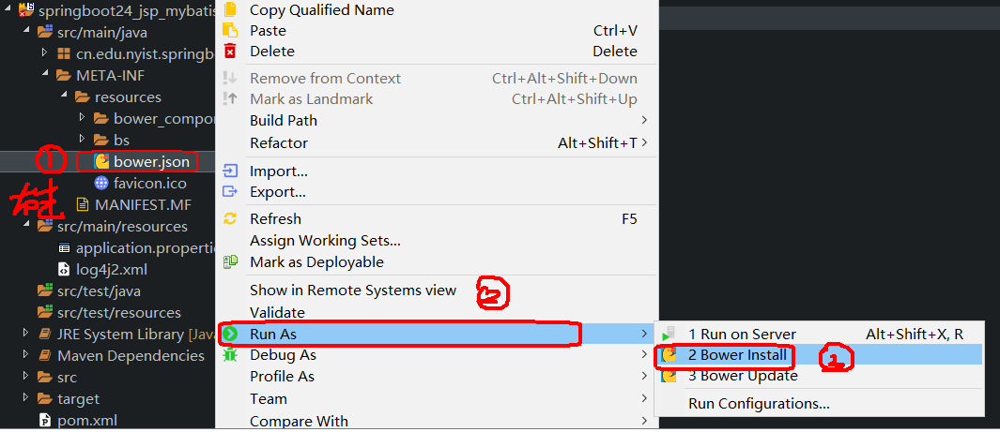 springboot24_jsp_mybatis
src/main/java
cn.edu.nyist.springb
META-INF
resources
bower_compor
bs
① bower.json
favicon.ico
MANIFEST.MF
src/main/resources
application.properti
log4j2.xml
src/test/java
src/test/resources
JRE System Library [Java
Maven Dependencies
src
target
pom.xml
Copy Qualified Name
Paste Ctrl+V
Delete Delete
Remove from Context Ctrl+Alt+Shift+Down
Mark as Landmark Ctrl+Alt+Shift+Up
Build Path
Refactor Alt+Shift+T
Import...
Export...
Refresh F5
Assign Working Sets...
Mark as Deployable
Show in Remote Systems view ②
Validate
Run As
Debug As
Profile As
Team
Compare With
1 Run on Server Alt+Shift+X, R
2 Bower Install
3 Bower Update
Run Configurations...